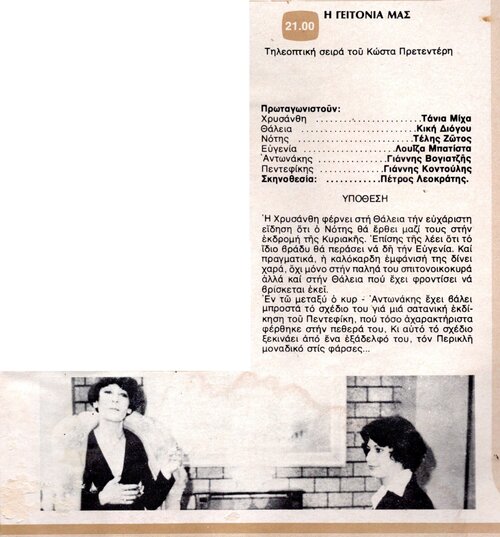 Η ΓΕΙΤΟΝΙΑ ΜΑΣ
21.00
Τηλεοπτική σειρά τοῦ Κώστα Πρετεντέρη
Πρωταγωνιστοῦν:
Χρυσάνθη ........................Τάνια Μίχα
Θάλεια ..........................Κική Διόγου
Νότης ...........................Τέλης Ζῶτος
Εὐγενία .....................Λουΐζα Μπατίστα
Ἀντωνάκης ................Γιάννης Βογιατζῆς
Πεντεφίκης ...............Γιάννης Κοντούλης
Σκηνοθεσία: ............Πέτρος Λεοκράτης.
ΥΠΟΘΕΣΗ
Ἡ Χρυσάνθη φέρνει στή Θάλεια τήν εὐχάριστη
εἴδηση ὅτι ὁ Νότης θά ἔρθει μαζί τους στήν
ἐκδρομή τῆς Κυριακῆς. Ἐπίσης τῆς λέει ὅτι τό
ἴδιο βράδυ θά περάσει νά δῆ τήν Εὐγενία. Καί
πραγματικά, ἡ καλόκαρδη ἐμφάνισή της δίνει
χαρά, ὄχι μόνο στήν παληά του σπιτονοικοκυρά
ἀλλά καί στήν Θάλεια πού ἔχει φροντίσει νά
βρίσκεται ἐκεῖ.
Ἐν τῶ μεταξύ ὁ κυρ - Ἀντωνάκης ἔχει βάλει
μπροστά τό σχέδιο του γιά μιά σατανική ἐκδί-
κηση τοῦ Πεντεφίκη, πού τόσο ἀχαρακτήριστα
φέρθηκε στήν πεθερά του. Κι αὐτό τό σχέδιο
ξεκινάει ἀπό ἕνα ἐξάδελφό του, τόν Περικλῆ
μοναδικό στίς φάρσες...